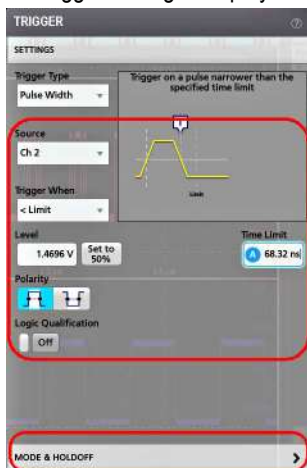 TRIGGER
SETTINGS
Trigger Type
Pulse Width
Trigger on a pulse narrower than the
specified time limit
Source
Ch 2
Limit
Trigger When
< Limit
Level
Time Limit
1.4696 V
Set to
50%
A 68.32 ns
Polarity
Logic Qualification
Off
MODE & HOLDOFF